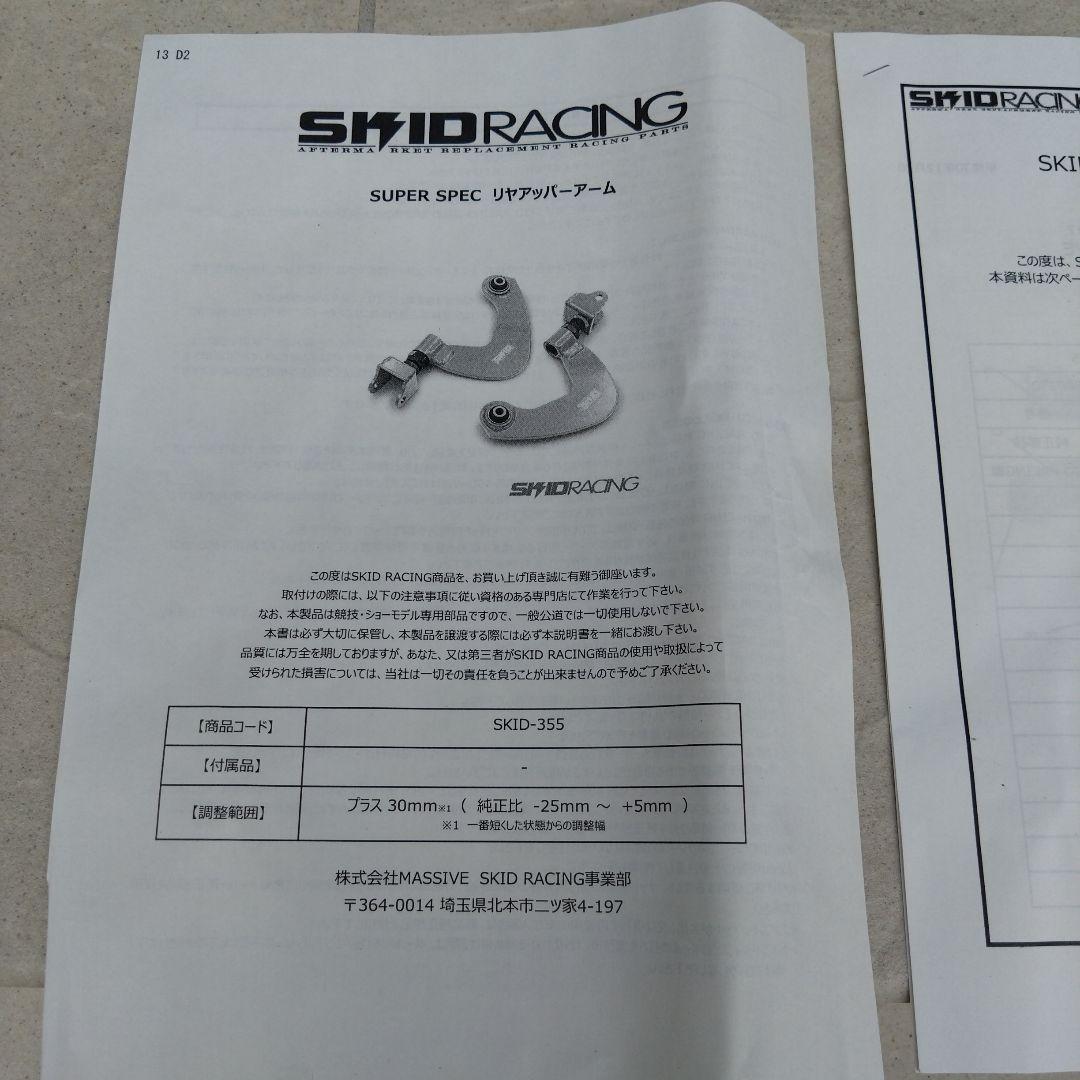 13 D2
SKID RACING
AFTERMARKET REPLACEMENT RACING PARTS
SUPER SPEC リヤアッパーアーム
SKID RACING
この度はSKID RACING商品を、お買い上げ頂き誠に有難う御座います。
取付けの際には、以下の注意事項に従い資格のある専門店にて作業を行って下さい。
なお、本製品は競技・ショーモデル専用部品ですので、一般公道では一切使用しないで下さい。
本書は必ず大切に保管し、本製品を譲渡する際には必ず本説明書を一緒にお渡し下さい。
品質には万全を期しておりますが、あなた、又は第三者がSKID RACING商品の使用や取扱によって
受けられた損害については、当社は一切その責任を負うことが出来ませんので予めご了承ください。
【商品コード】 SKID-355
【付属品】 -
【調整範囲】 プラス 30mm※1 ( 純正比 -25mm ～ +5mm )
※1 一番短くした状態からの調整幅
株式会社MASSIVE SKID RACING事業部
〒364-0014 埼玉県北本市二ツ家4-197
SKID RACIN
SKI
この度は、S
本資料は次ペー